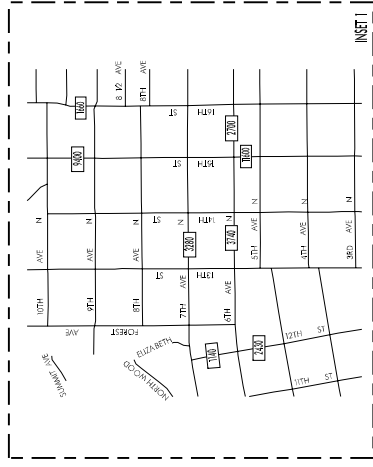 INSET 1
8 1/2 AVE
8TH AVE
1660
16TH ST
2700
9400
15TH ST
11600
10TH AVE N
9TH AVE N
8TH AVE N
7TH AVE N
6TH AVE N
5TH AVE N
4TH AVE N
3RD AVE N
14TH ST
3280
3740
13TH ST
FOREST AVE
ELIZABETH
NORTH WOOD
SUMMIT AVE
1140
2430
12TH ST
11TH ST